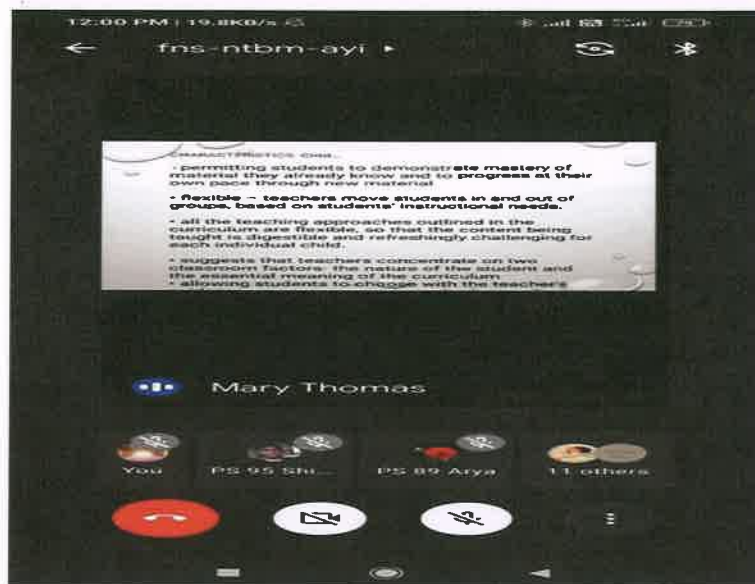 12:00 PM | 19.8KB/s
fns-ntbm-ayi
CHARACTERISTICS
• permitting students to demonstrate mastery of
material they already know and to progress at their
own pace through new material
• flexible – teachers move students in and out of
groups, based on students' instructional needs.
• all the teaching approaches outlined in the
curriculum are flexible, so that the content being
taught is digestible and refreshingly challenging for
each individual child.
• suggests that teachers concentrate on two
classroom factors: the nature of the student and
the essential meaning of the curriculum
• allowing students to choose with the teacher's
Mary Thomas
You
PS 95 Shi...
PS 89 Arya
11 others